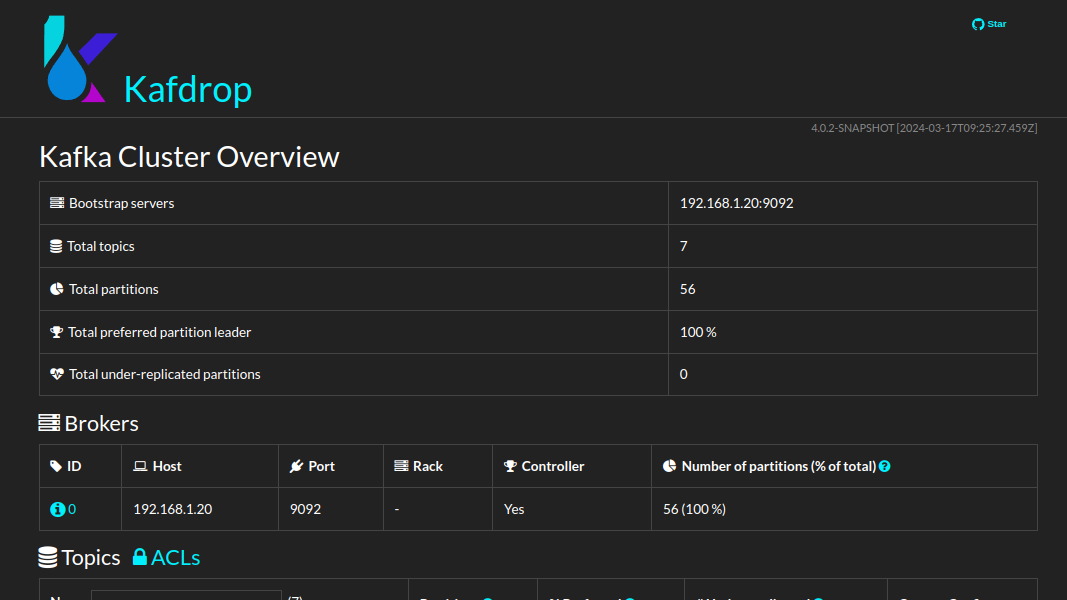 Star
Kafdrop
4.0.2-SNAPSHOT [2024-03-17T09:25:27.459Z]
Kafka Cluster Overview
Bootstrap servers 192.168.1.20:9092
Total topics 7
Total partitions 56
Total preferred partition leader 100 %
Total under-replicated partitions 0
Brokers
ID Host Port Rack Controller Number of partitions (% of total)
0 192.168.1.20 9092 - Yes 56 (100 %)
Topics ACLs